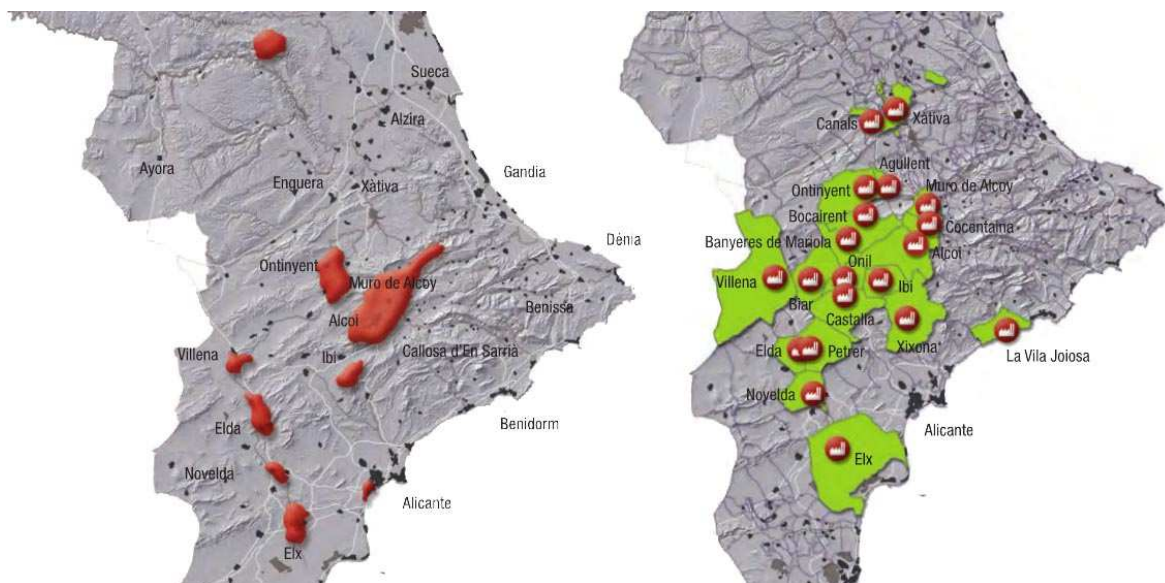 Sueca
Alzira
Ayora
Enguera
Xàtiva
Gandia
Dénia
Ontinyent
Muro de Alcoy
Benissa
Alcoi
Villena
Ibi
Callosa d'En Sarrià
Benidorm
Elda
Novelda
Alicante
Elx
Canals
Xàtiva
Agullent
Ontinyent
Muro de Alcoy
Bocairent
Cocentaina
Banyeres de Mariola
Alcoi
Onil
Villena
Ibi
Biar
Castalla
Xixona
La Vila Joiosa
Elda
Petrer
Novelda
Alicante
Elx